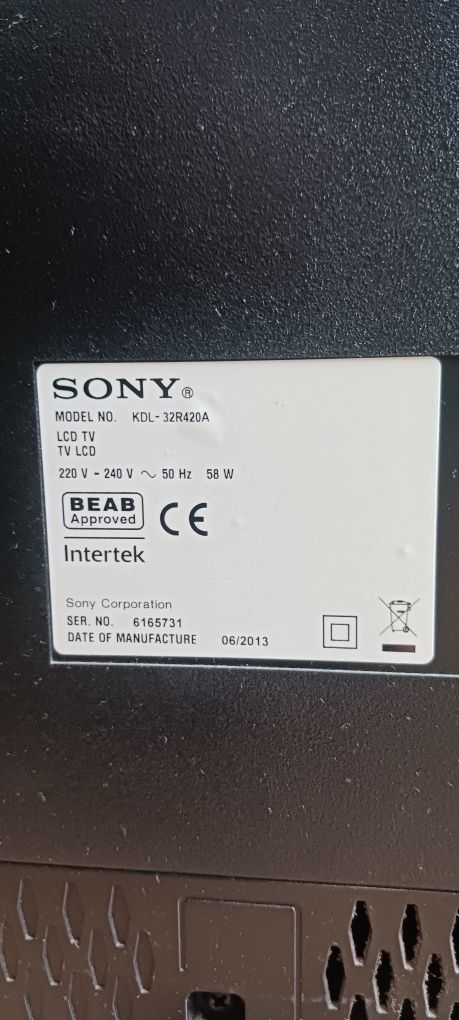 SONY®
MODEL NO. KDL-32R420A
LCD TV
TV LCD
220 V - 240 V ~ 50 Hz 58 W
BEAB
Approved
CE
Intertek
Sony Corporation
SER. NO. 6165731
DATE OF MANUFACTURE 06/2013